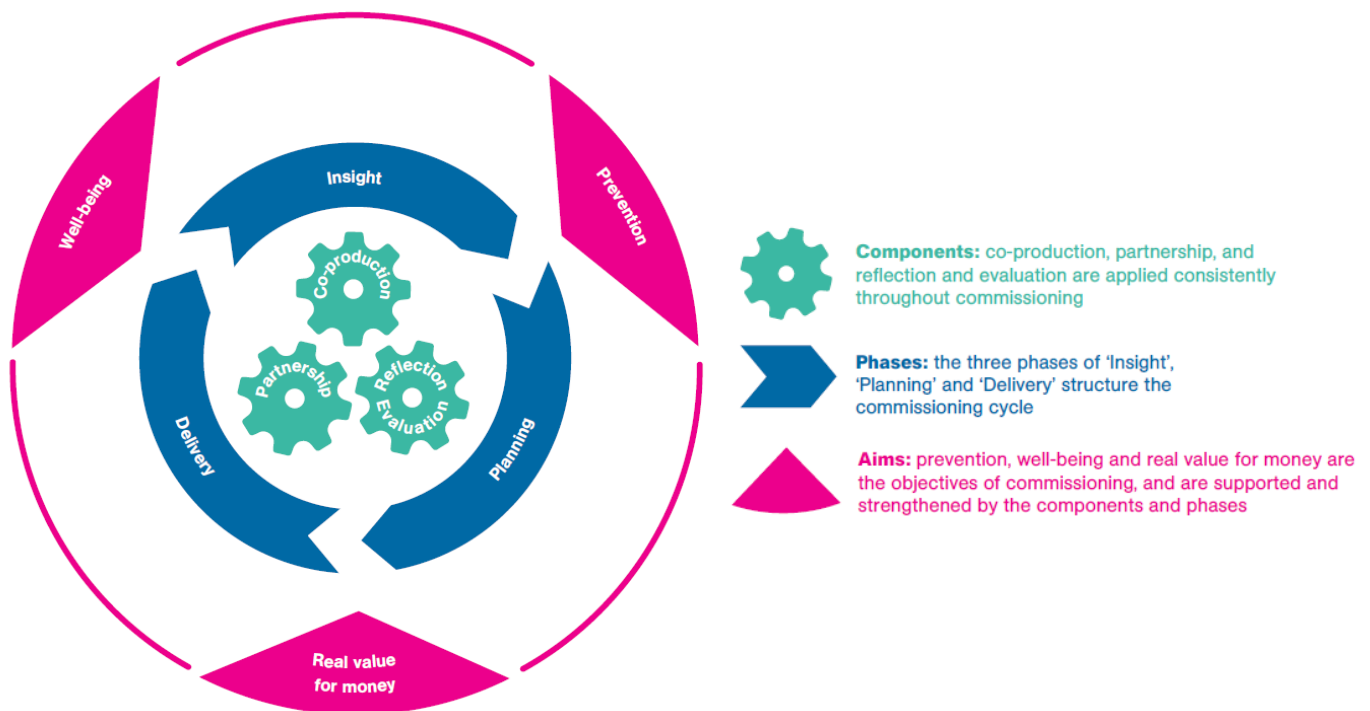 Well-being
Insight
Prevention
Co-production
Partnership
Reflection
Evaluation
Delivery
Planning
Real value
for money
Components: co-production, partnership, and
reflection and evaluation are applied consistently
throughout commissioning
Phases: the three phases of ‘Insight’,
‘Planning’ and ‘Delivery’ structure the
commissioning cycle
Aims: prevention, well-being and real value for money are
the objectives of commissioning, and are supported and
strengthened by the components and phases